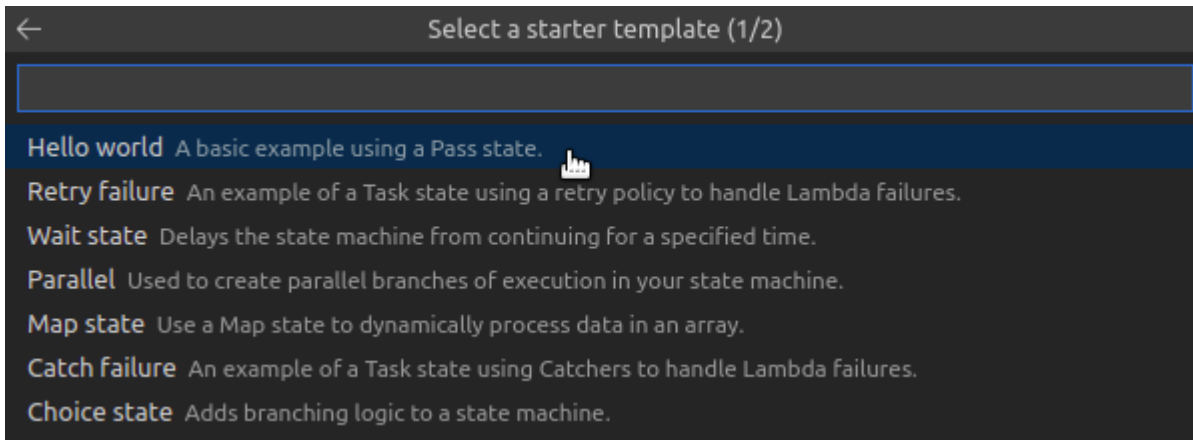 Select a starter template (1/2)
Hello world A basic example using a Pass state.
Retry failure An example of a Task state using a retry policy to handle Lambda failures.
Wait state Delays the state machine from continuing for a specified time.
Parallel Used to create parallel branches of execution in your state machine.
Map state Use a Map state to dynamically process data in an array.
Catch failure An example of a Task state using Catchers to handle Lambda failures.
Choice state Adds branching logic to a state machine.